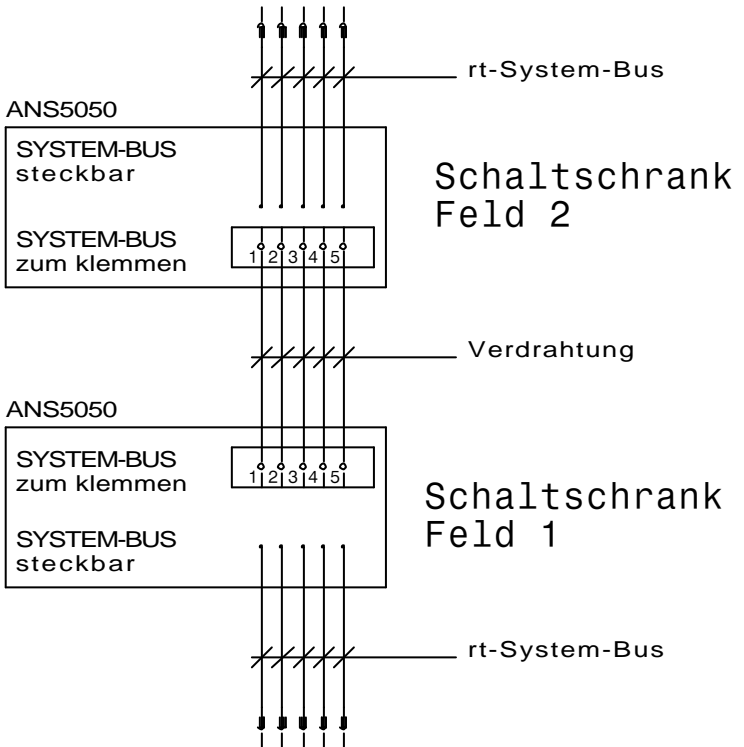 rt-System-Bus
ANS5050
SYSTEM-BUS
steckbar
Schaltschrank
Feld 2
SYSTEM-BUS
zum klemmen
1 2 3 4 5
Verdrahtung
ANS5050
SYSTEM-BUS
zum klemmen
1 2 3 4 5
Schaltschrank
Feld 1
SYSTEM-BUS
steckbar
rt-System-Bus